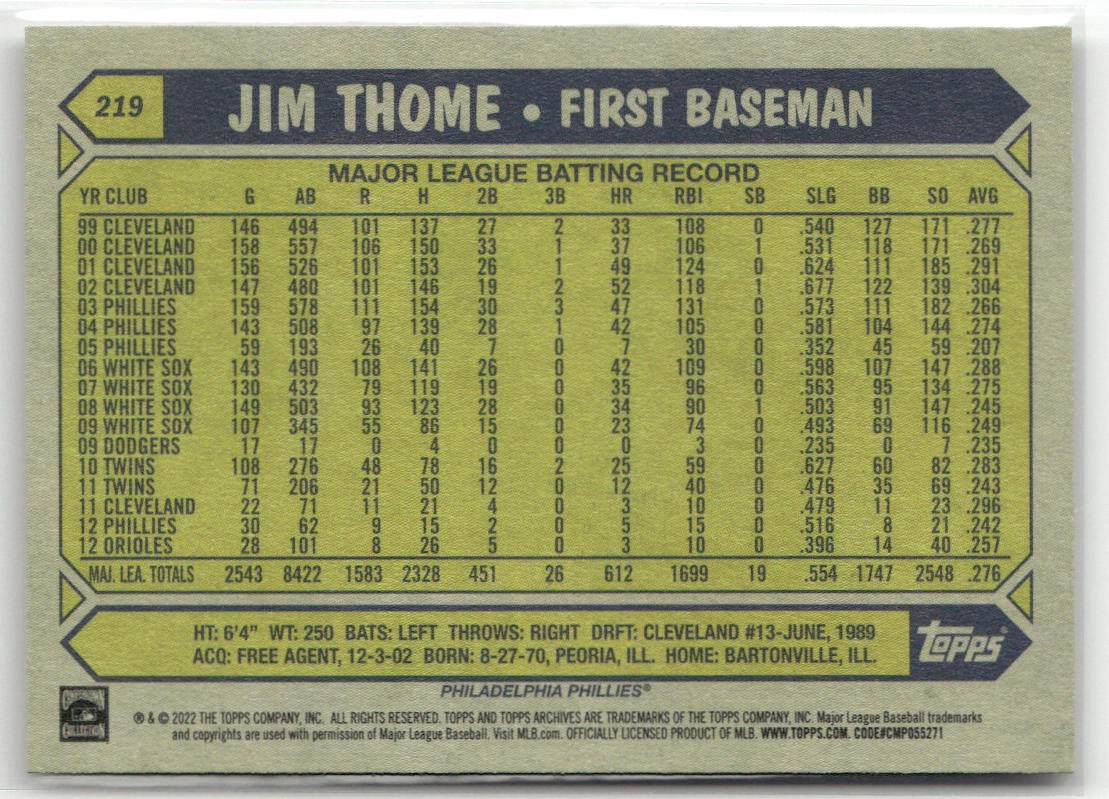 219 JIM THOME • FIRST BASEMAN
MAJOR LEAGUE BATTING RECORD
YR CLUB G AB R H 2B 3B HR RBI SB SLG BB SO AVG
99 CLEVELAND 146 494 101 137 27 2 33 108 0 .540 127 171 .277
00 CLEVELAND 158 557 106 150 33 1 37 106 1 .531 118 171 .269
01 CLEVELAND 156 526 101 153 26 1 49 124 0 .624 111 185 .291
02 CLEVELAND 147 480 101 146 19 2 52 118 1 .677 122 139 .304
03 PHILLIES 159 578 111 154 30 3 47 131 0 .573 111 182 .266
04 PHILLIES 143 508 97 139 28 1 42 105 0 .581 104 144 .274
05 PHILLIES 59 193 26 40 7 0 7 30 0 .352 45 59 .207
06 WHITE SOX 143 490 108 141 26 0 42 109 0 .598 107 147 .288
07 WHITE SOX 130 432 79 119 19 0 35 96 0 .563 95 134 .275
08 WHITE SOX 149 503 93 123 28 0 34 90 1 .503 91 147 .245
09 WHITE SOX 107 345 55 86 15 0 23 74 0 .493 69 116 .249
09 DODGERS 17 17 0 4 0 0 0 3 0 .235 0 7 .235
10 TWINS 108 276 48 78 16 2 25 59 0 .627 60 82 .283
11 TWINS 71 206 21 50 12 0 12 40 0 .476 35 69 .243
11 CLEVELAND 22 71 11 21 4 0 3 10 0 .479 11 23 .296
12 PHILLIES 30 62 9 15 2 0 5 15 0 .516 8 21 .242
12 ORIOLES 28 101 8 26 5 0 3 10 0 .396 14 40 .257
MAJ. LEA. TOTALS 2543 8422 1583 2328 451 26 612 1699 19 .554 1747 2548 .276
HT: 6'4" WT: 250 BATS: LEFT THROWS: RIGHT DRFT: CLEVELAND #13-JUNE, 1989
ACQ: FREE AGENT, 12-3-02 BORN: 8-27-70, PEORIA, ILL. HOME: BARTONVILLE, ILL.
Topps
PHILADELPHIA PHILLIES®
® & © 2022 THE TOPPS COMPANY, INC. ALL RIGHTS RESERVED. TOPPS AND TOPPS ARCHIVES ARE TRADEMARKS OF THE TOPPS COMPANY, INC. Major League Baseball trademarks
and copyrights are used with permission of Major League Baseball. Visit MLB.com. OFFICIALLY LICENSED PRODUCT OF MLB. WWW.TOPPS.COM. CODE#CMP055271